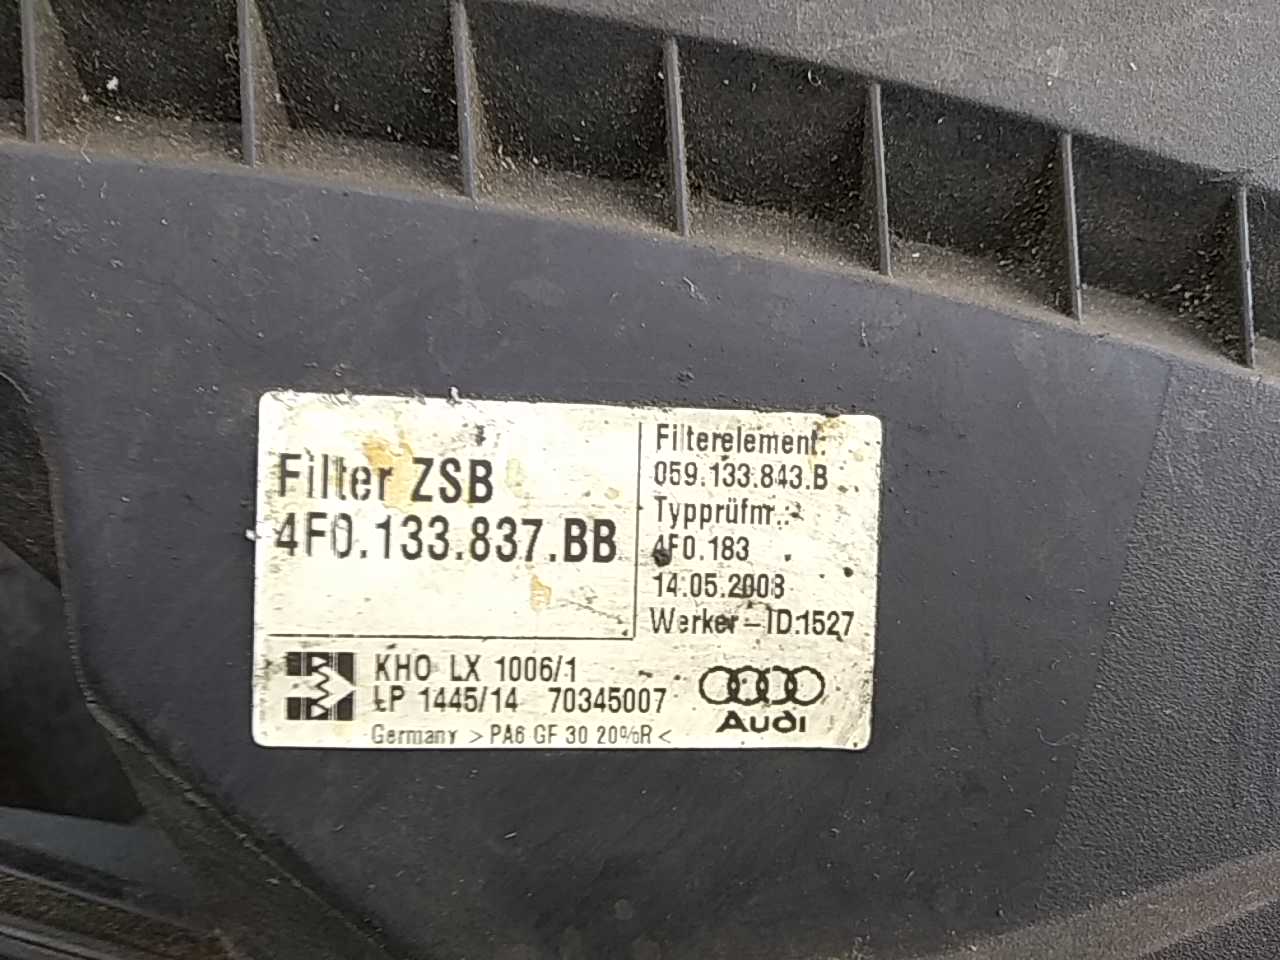 Filter ZSB
4F0.133.837.BB
Filterelement:
059.133.843.B
Typprüfnr.:
4F0.183
14.05.2008
Werker-ID:1527
KHO LX 1006/1
LP 1445/14 70345007
Audi
Germany >PA6 GF 30 20%R<